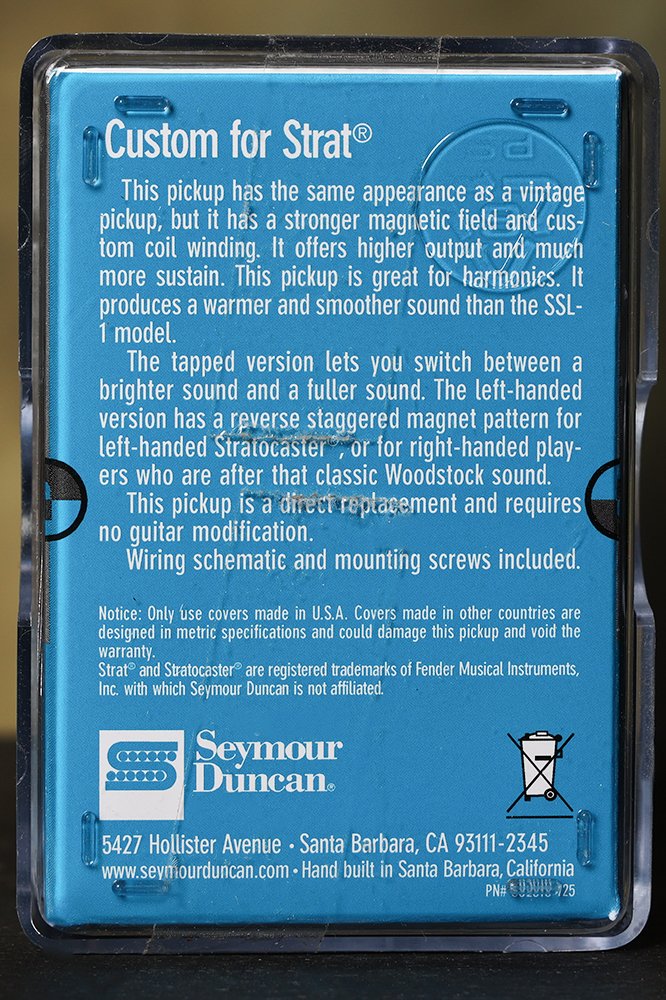 Custom for Strat®
This pickup has the same appearance as a vintage
pickup, but it has a stronger magnetic field and cus-
tom coil winding. It offers higher output and much
more sustain. This pickup is great for harmonics. It
produces a warmer and smoother sound than the SSL-
1 model.
The tapped version lets you switch between a
brighter sound and a fuller sound. The left-handed
version has a reverse staggered magnet pattern for
left-handed Stratocaster®, or for right-handed play-
ers who are after that classic Woodstock sound.
This pickup is a direct replacement and requires
no guitar modification.
Wiring schematic and mounting screws included.
Notice: Only use covers made in U.S.A. Covers made in other countries are
designed in metric specifications and could damage this pickup and void the
warranty.
Strat® and Stratocaster® are registered trademarks of Fender Musical Instruments,
Inc. with which Seymour Duncan is not affiliated.
Seymour
Duncan®
5427 Hollister Avenue • Santa Barbara, CA 93111-2345
www.seymourduncan.com • Hand built in Santa Barbara, California
PN#